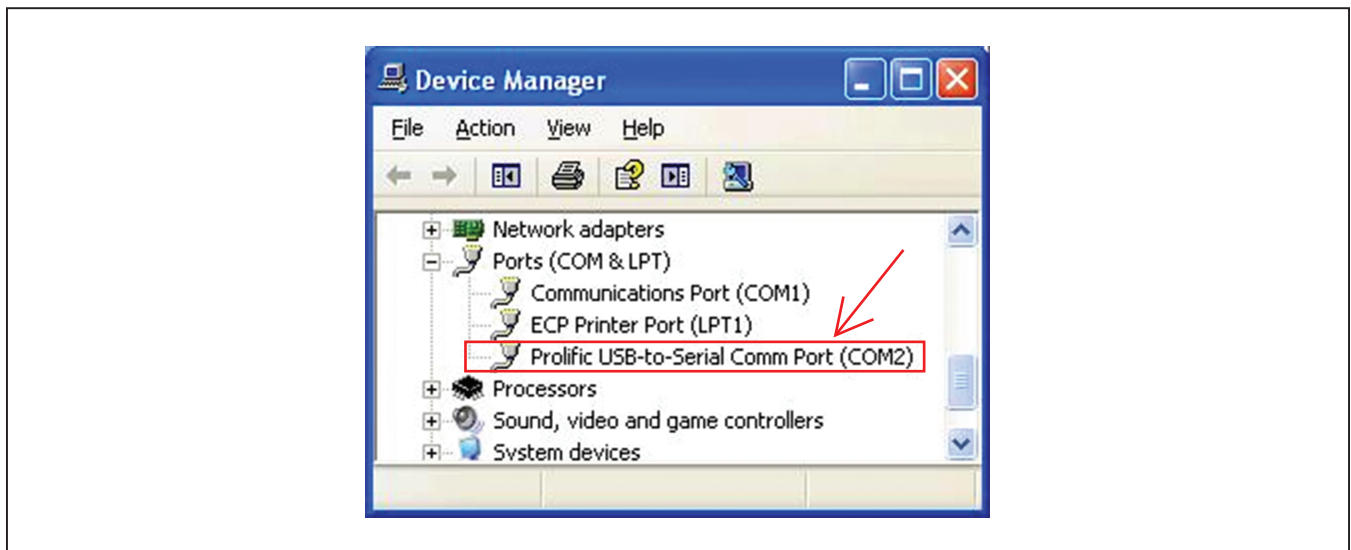 Device Manager
File Action View Help
Network adapters
Ports (COM & LPT)
Communications Port (COM1)
ECP Printer Port (LPT1)
Prolific USB-to-Serial Comm Port (COM2)
Processors
Sound, video and game controllers
System devices